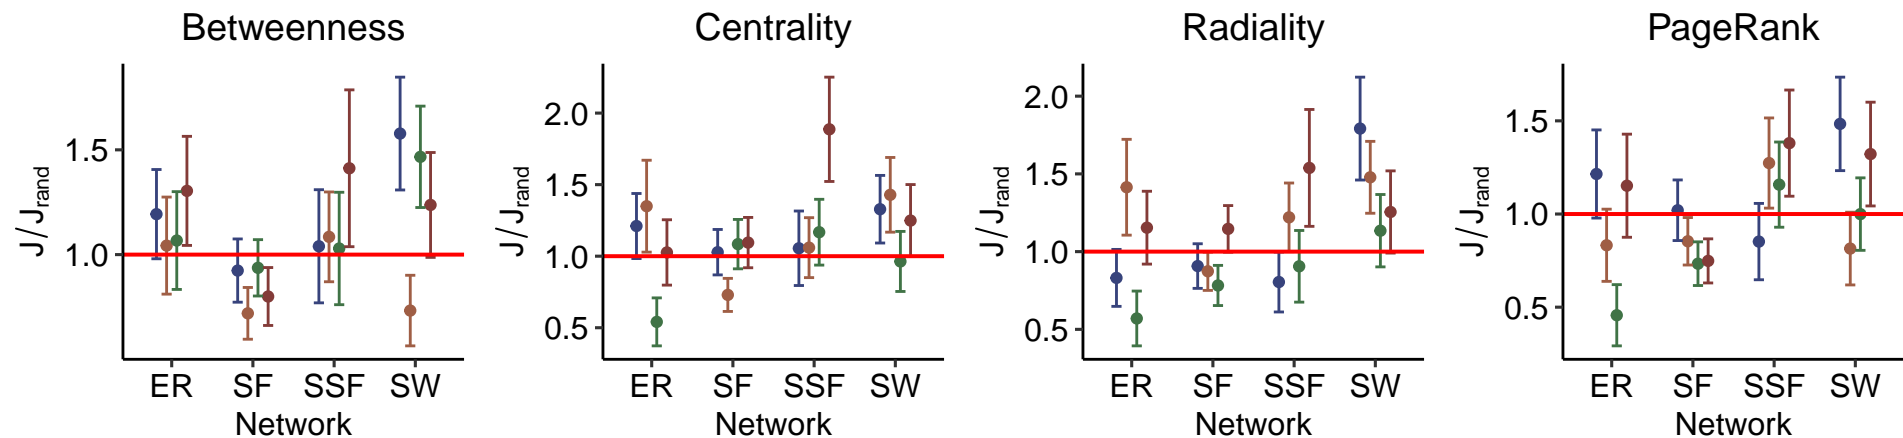 Betweenness
J/Jrand
1.5
1.0
ER SF SSF SW
Network
Centrality
J/Jrand
2.0
1.5
1.0
0.5
ER SF SSF SW
Network
Radiality
J/Jrand
2.0
1.5
1.0
0.5
ER SF SSF SW
Network
PageRank
J/Jrand
1.5
1.0
0.5
ER SF SSF SW
Network